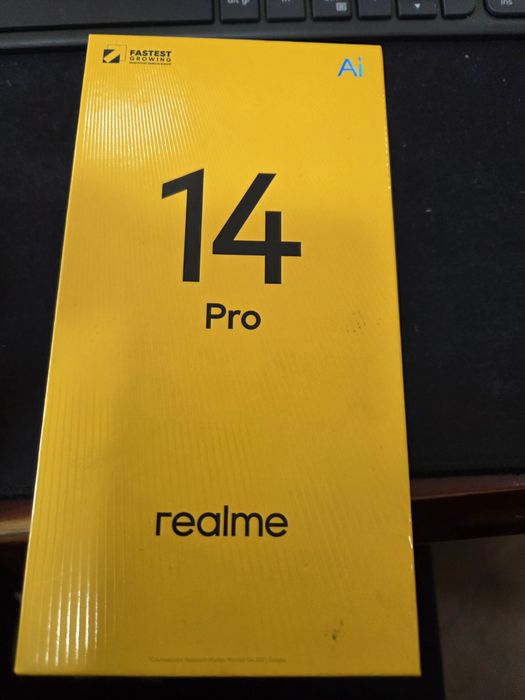 FASTEST
GROWING
Ai
14
Pro
realme